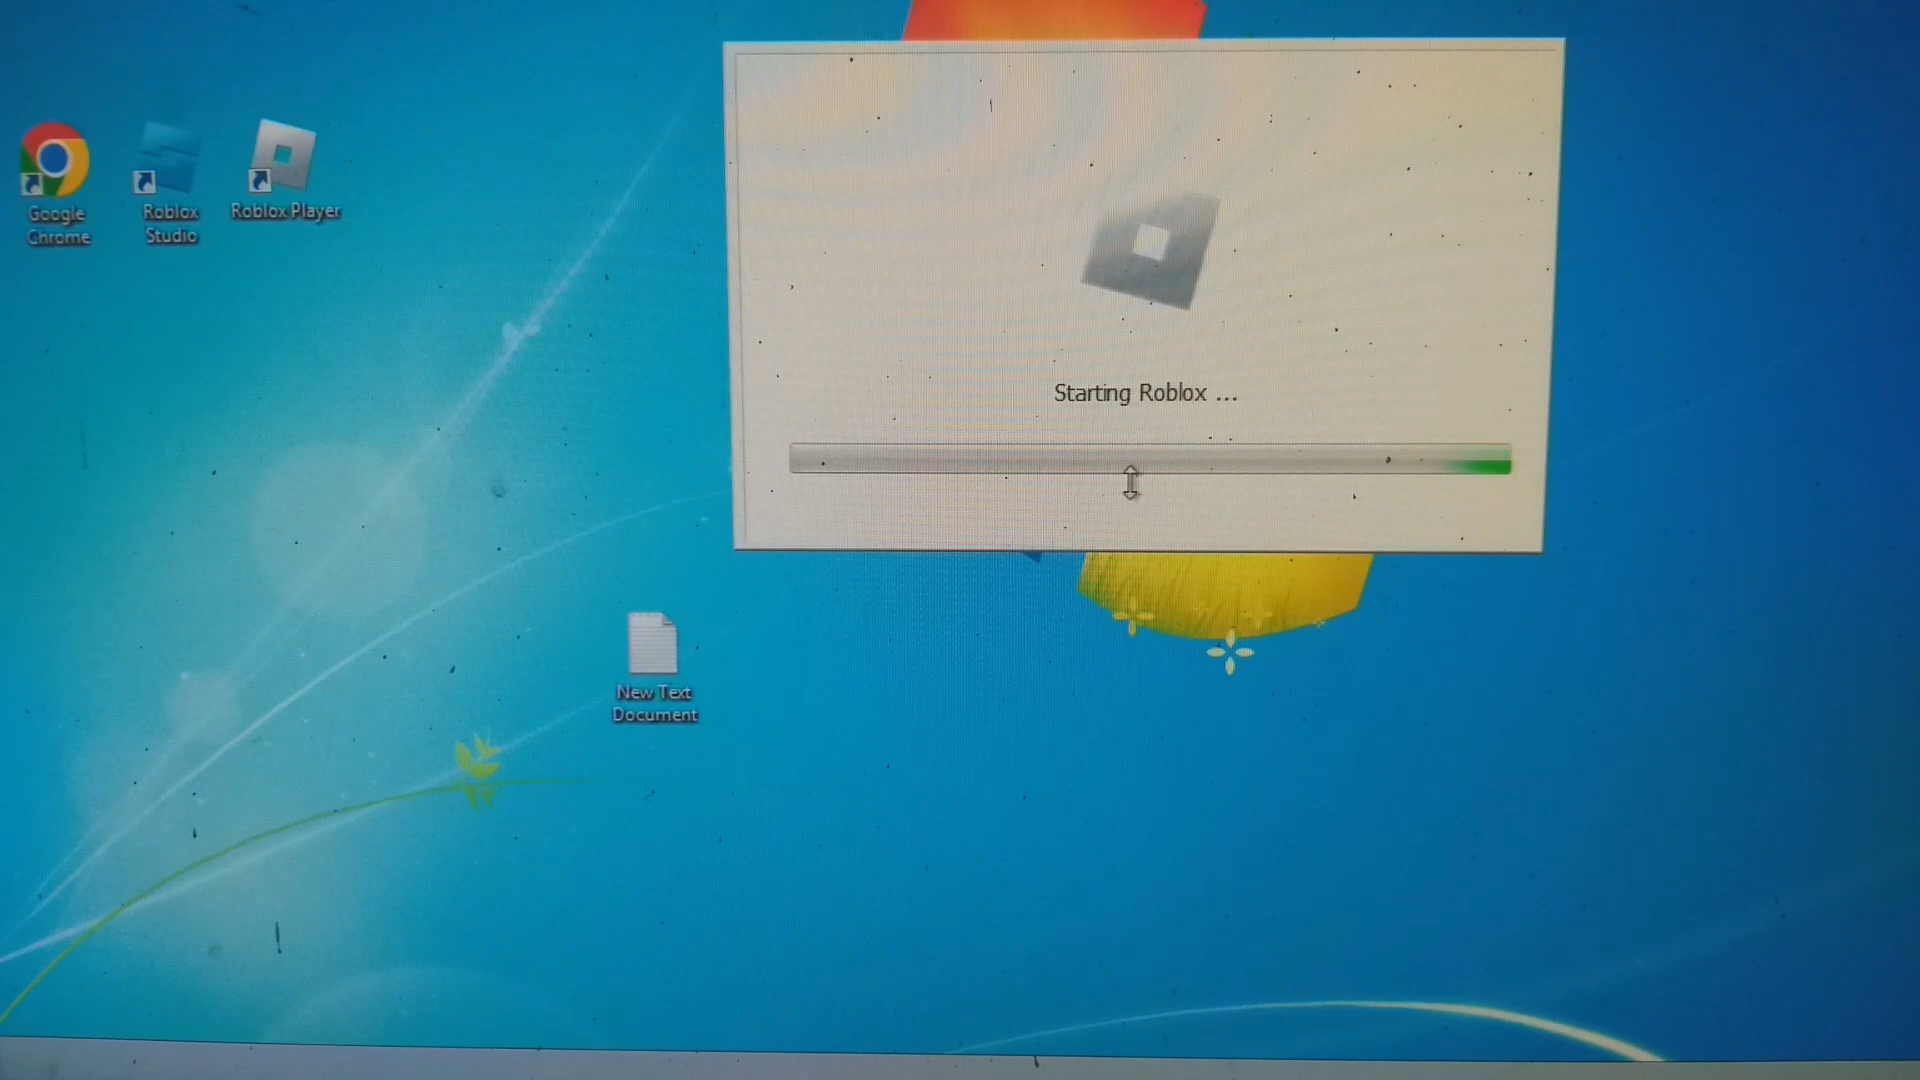 Google
Chrome
Roblox
Studio
Roblox Player
Starting Roblox ...
New Text
Document